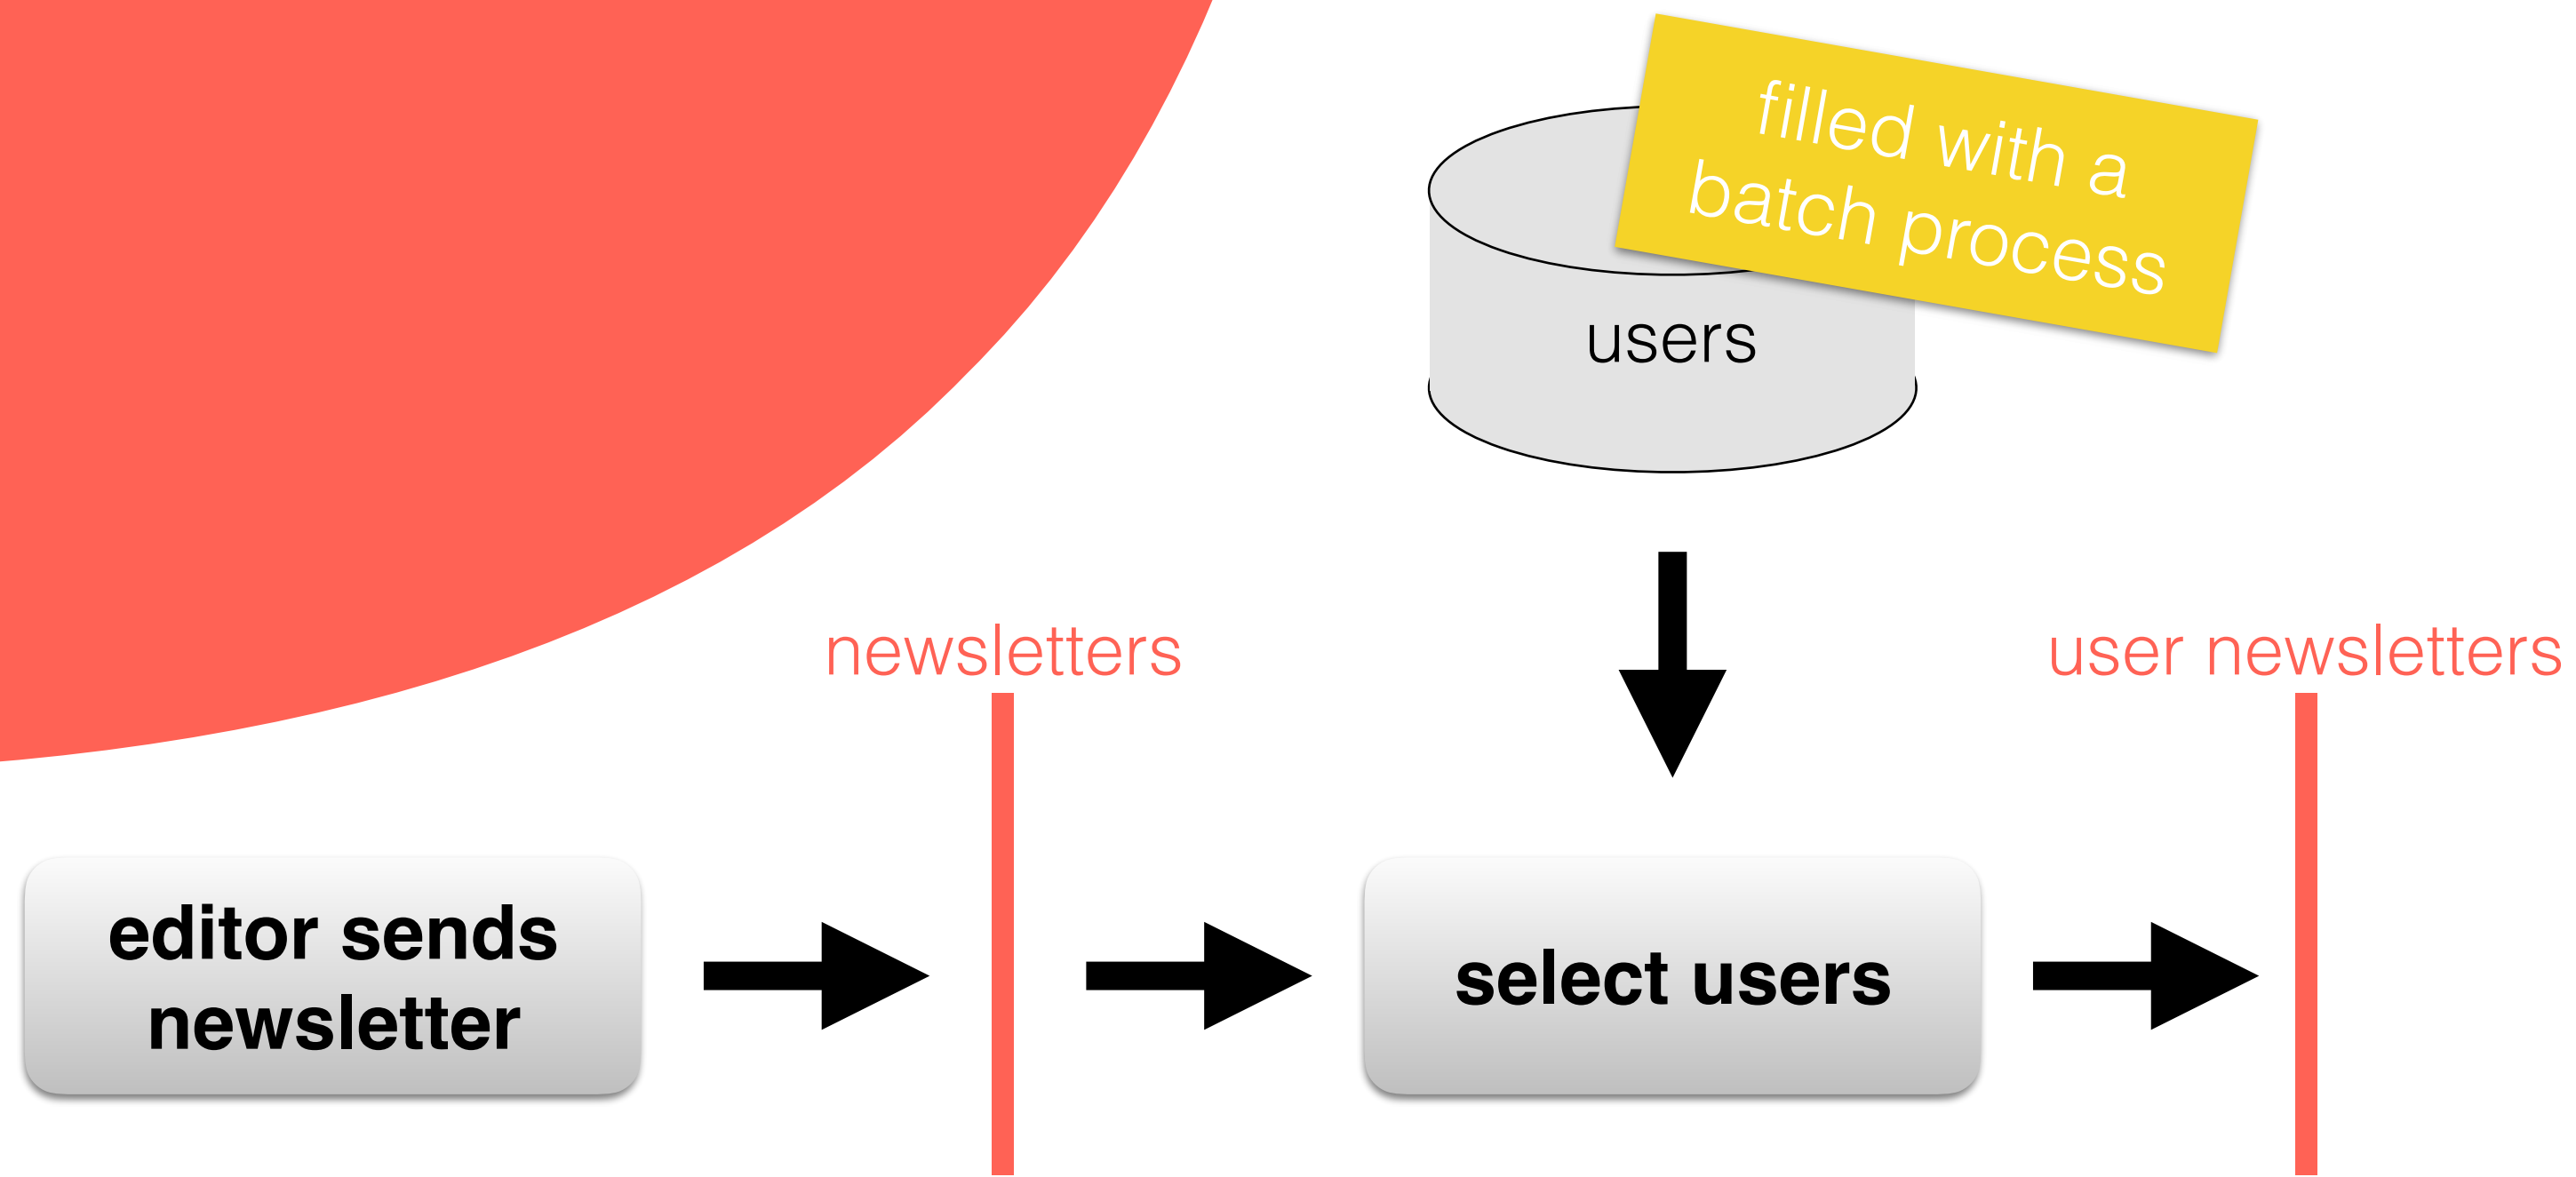 filled with a
batch process
users
newsletters
user newsletters
editor sends
newsletter
select users